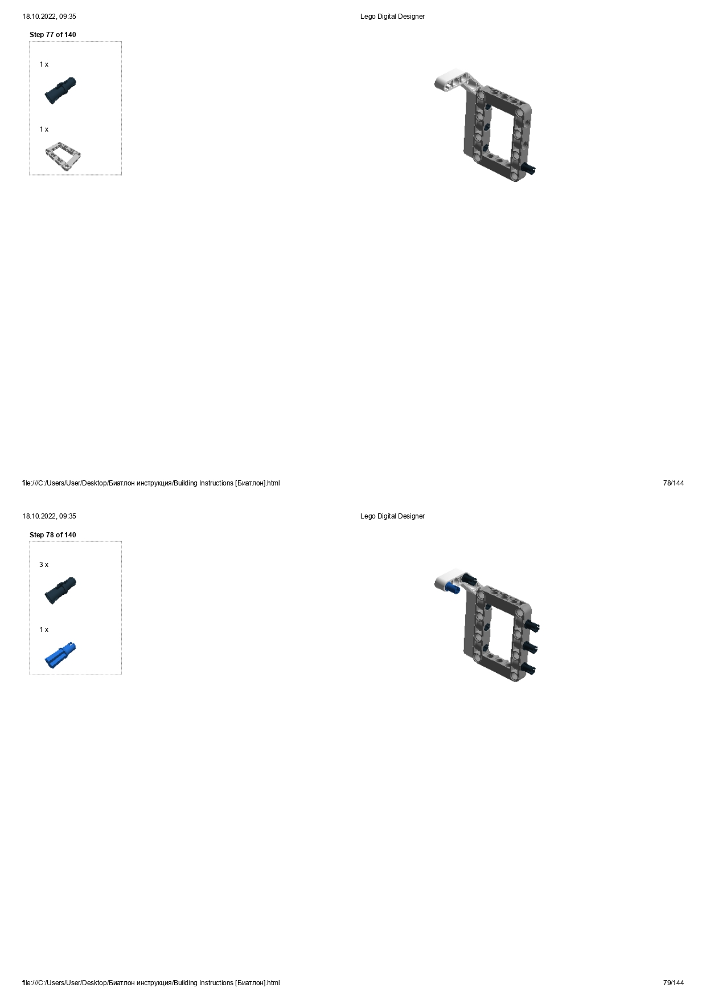 18.10.2022, 09:35 Lego Digital Designer
Step 77 of 140
1 x
1 x
file:///C:/Users/User/Desktop/Биатлон инструкция/Building Instructions [Биатлон].html 78/144
18.10.2022, 09:35 Lego Digital Designer
Step 78 of 140
3 x
1 x
file:///C:/Users/User/Desktop/Биатлон инструкция/Building Instructions [Биатлон].html 79/144